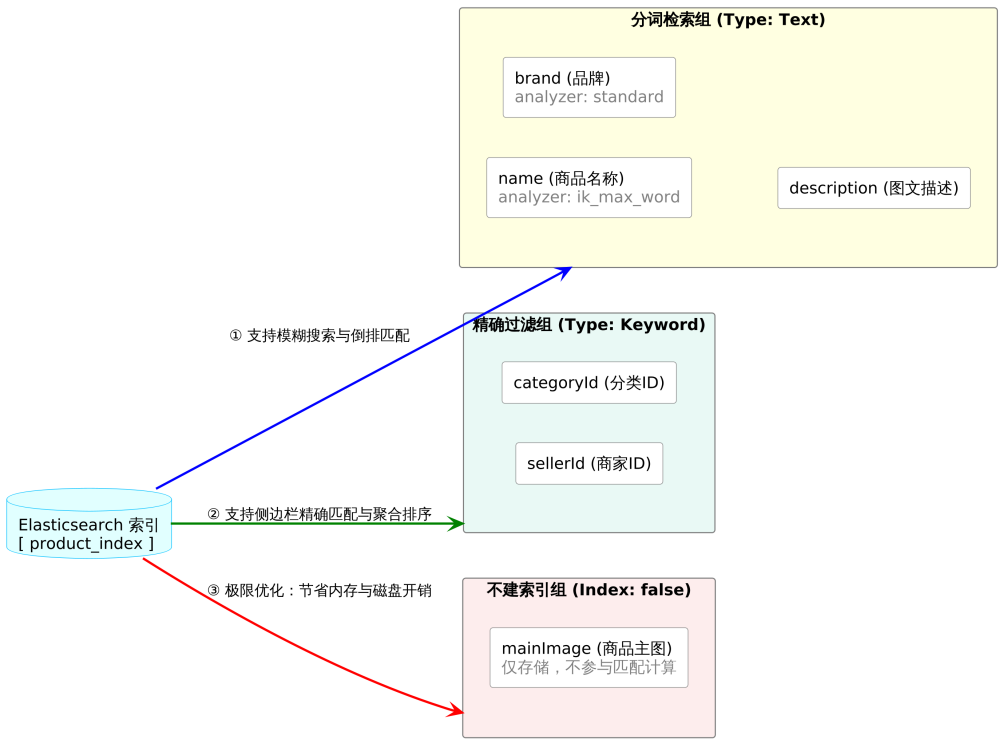 分词检索组 (Type: Text)
brand (品牌)
analyzer: standard
name (商品名称)
analyzer: ik_max_word
description (图文描述)
① 支持模糊搜索与倒排匹配
精确过滤组 (Type: Keyword)
categoryId (分类ID)
sellerId (商家ID)
Elasticsearch 索引
[ product_index ]
② 支持侧边栏精确匹配与聚合排序
③ 极限优化：节省内存与磁盘开销
不建索引组 (Index: false)
mainImage (商品主图)
仅存储，不参与匹配计算